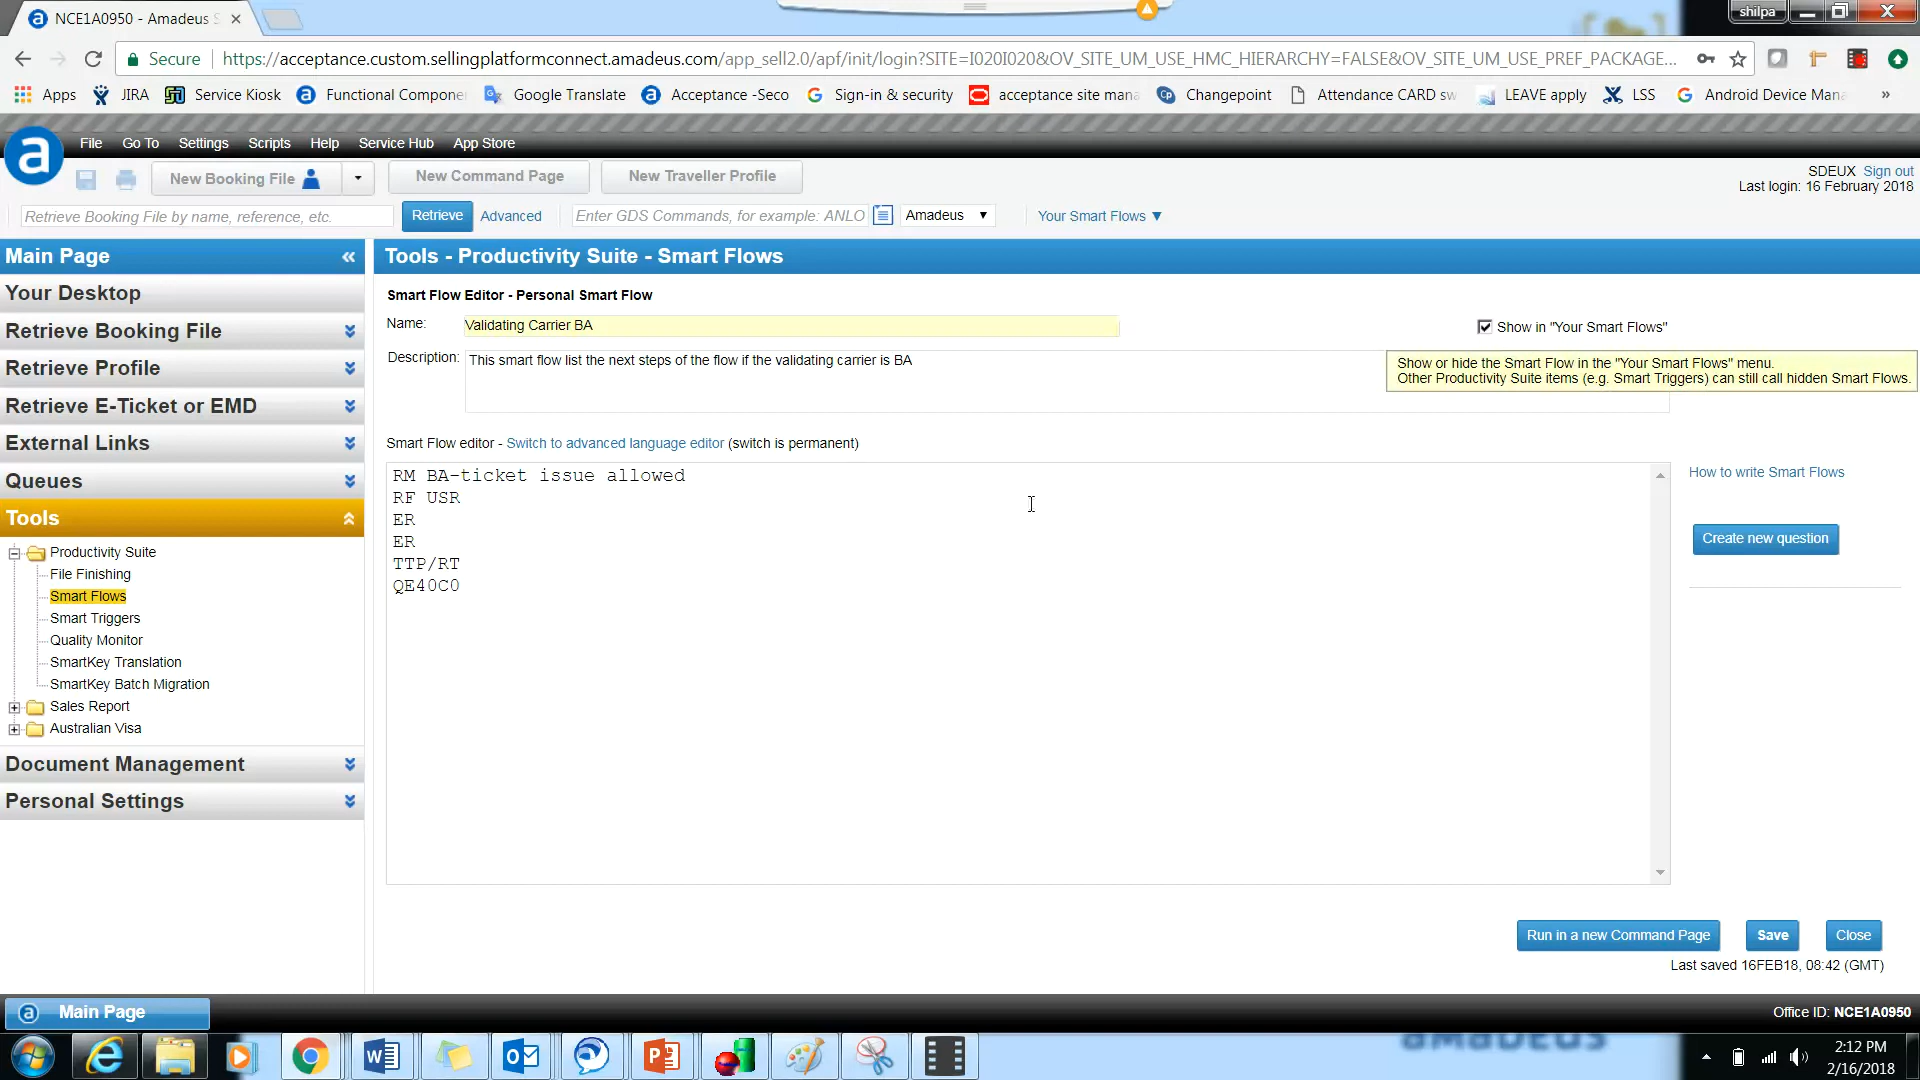 NCE1A0950 - Amadeus S
shilpa
Secure
https://acceptance.custom.sellingplatformconnect.amadeus.com/app_sell2.0/apf/init/login?SITE=I020I020&OV_SITE_UM_USE_HMC_HIERARCHY=FALSE&OV_SITE_UM_USE_PREF_PACKAGE...
Apps JIRA Service Kiosk Functional Compone Google Translate Acceptance -Seco Sign-in & security acceptance site mana Changepoint Attendance CARD sw LEAVE apply LSS Android Device Mana »
File Go To Settings Scripts Help Service Hub App Store
New Booking File New Command Page New Traveller Profile
SDEUX Sign out
Last login: 16 February 2018
Retrieve Booking File by name, reference, etc. Retrieve Advanced Enter GDS Commands, for example: ANLO Amadeus Your Smart Flows
Main Page
Your Desktop
Retrieve Booking File
Retrieve Profile
Retrieve E-Ticket or EMD
External Links
Queues
Tools
Productivity Suite
File Finishing
Smart Flows
Smart Triggers
Quality Monitor
SmartKey Translation
SmartKey Batch Migration
Sales Report
Australian Visa
Document Management
Personal Settings
Tools - Productivity Suite - Smart Flows
Smart Flow Editor - Personal Smart Flow
Name: Validating Carrier BA
Show in "Your Smart Flows"
Description: This smart flow list the next steps of the flow if the validating carrier is BA
Show or hide the Smart Flow in the "Your Smart Flows" menu.
Other Productivity Suite items (e.g. Smart Triggers) can still call hidden Smart Flows.
Smart Flow editor - Switch to advanced language editor (switch is permanent)
RM BA-ticket issue allowed
RF USR
ER
ER
TTP/RT
QE40C0
How to write Smart Flows
Create new question
Run in a new Command Page Save Close
Last saved 16FEB18, 08:42 (GMT)
Main Page
Office ID: NCE1A0950
amadeus
2:12 PM
2/16/2018